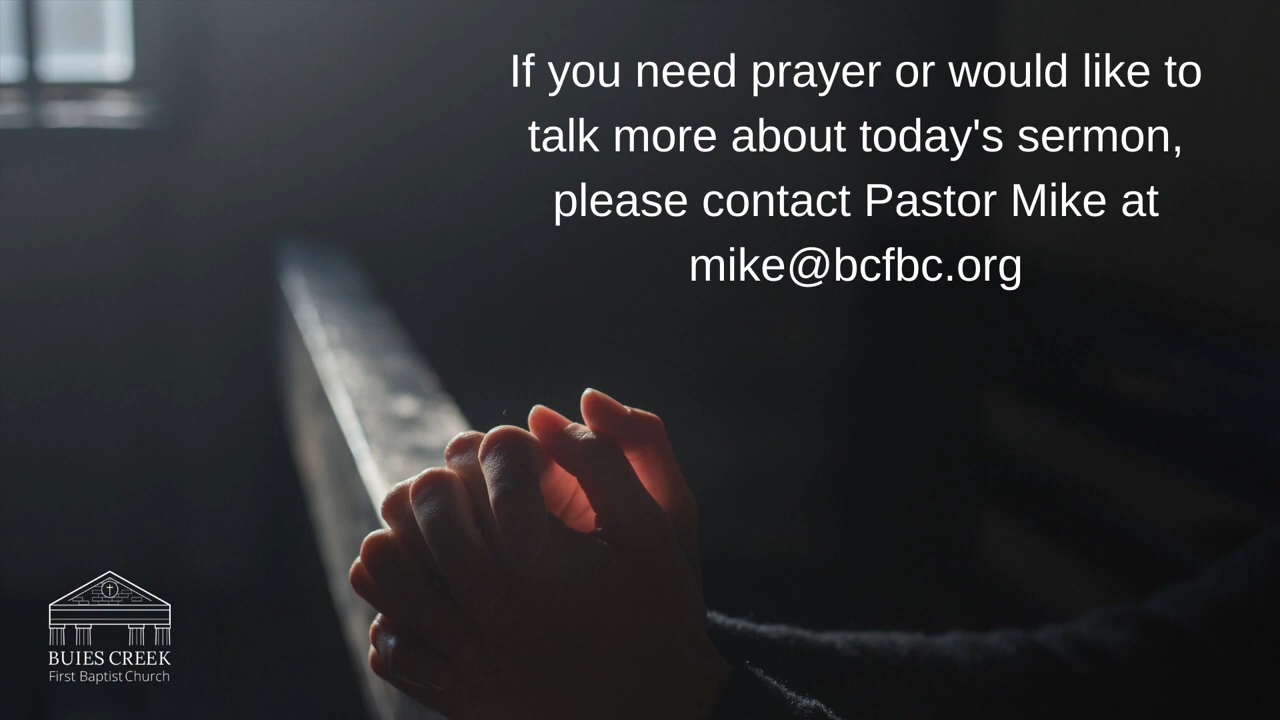 If you need prayer or would like to
talk more about today's sermon,
please contact Pastor Mike at
mike@bcfbc.org
BUIES CREEK
First Baptist Church